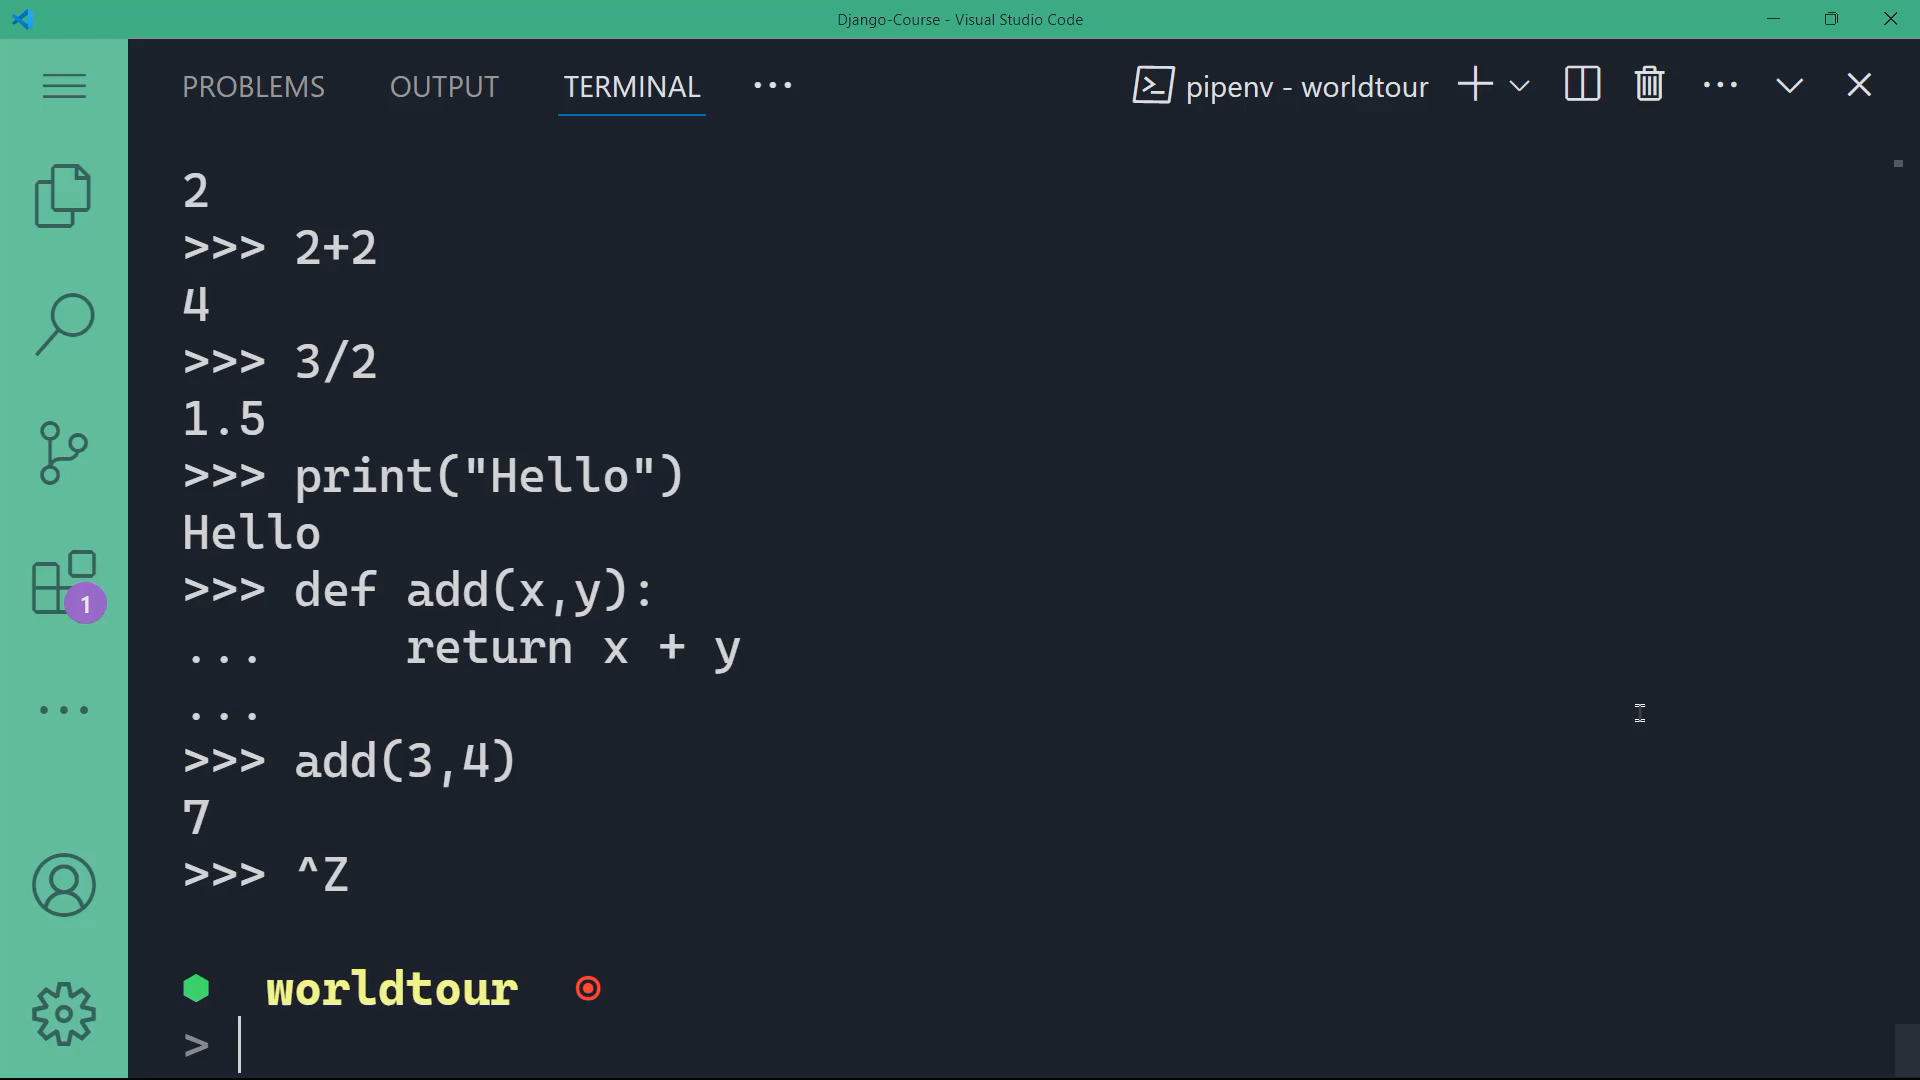 Django-Course - Visual Studio Code
PROBLEMS OUTPUT TERMINAL ··· pipenv - worldtour
2
>>> 2+2
4
>>> 3/2
1.5
>>> print("Hello")
Hello
>>> def add(x,y):
...     return x + y
...
>>> add(3,4)
7
>>> ^Z
worldtour
>
1